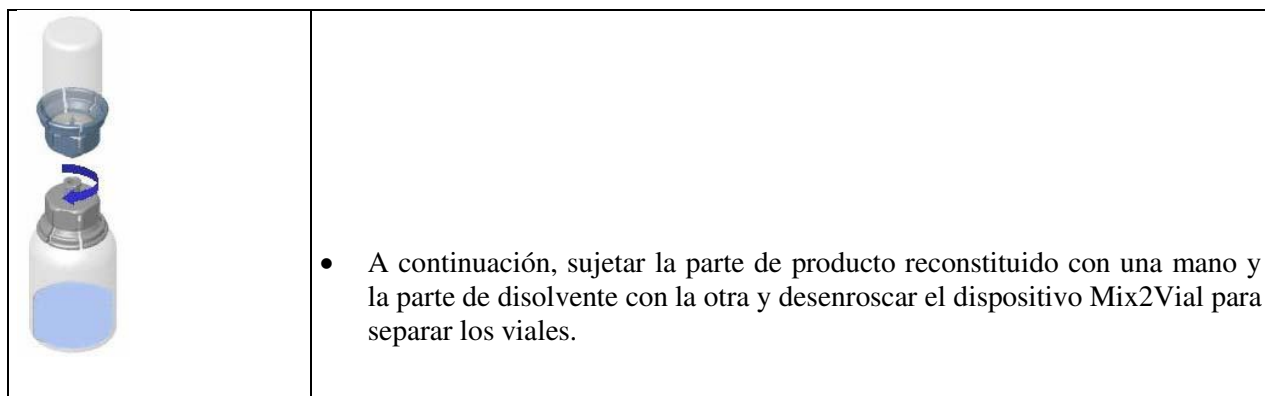 • A continuación, sujetar la parte de producto reconstituido con una mano y
la parte de disolvente con la otra y desenroscar el dispositivo Mix2Vial para
separar los viales.